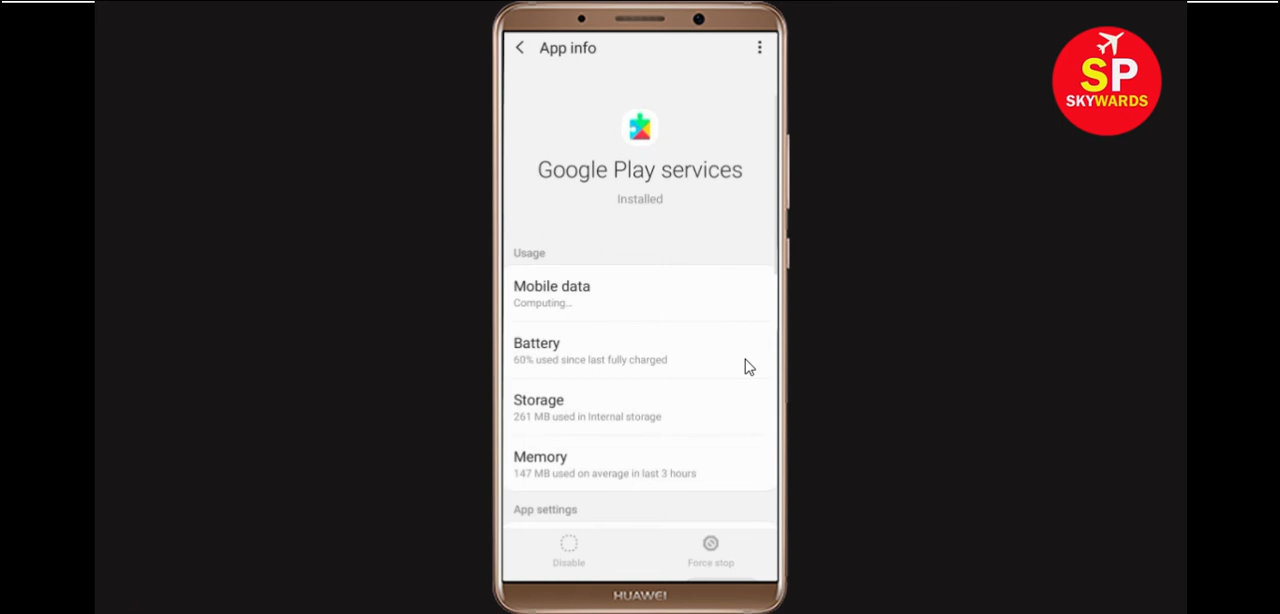 App info
SP
SKYWARDS
Google Play services
Installed
Usage
Mobile data
Computing...
Battery
60% used since last fully charged
Storage
261 MB used in Internal storage
Memory
147 MB used on average in last 3 hours
App settings
Disable
Force stop
HUAWEI